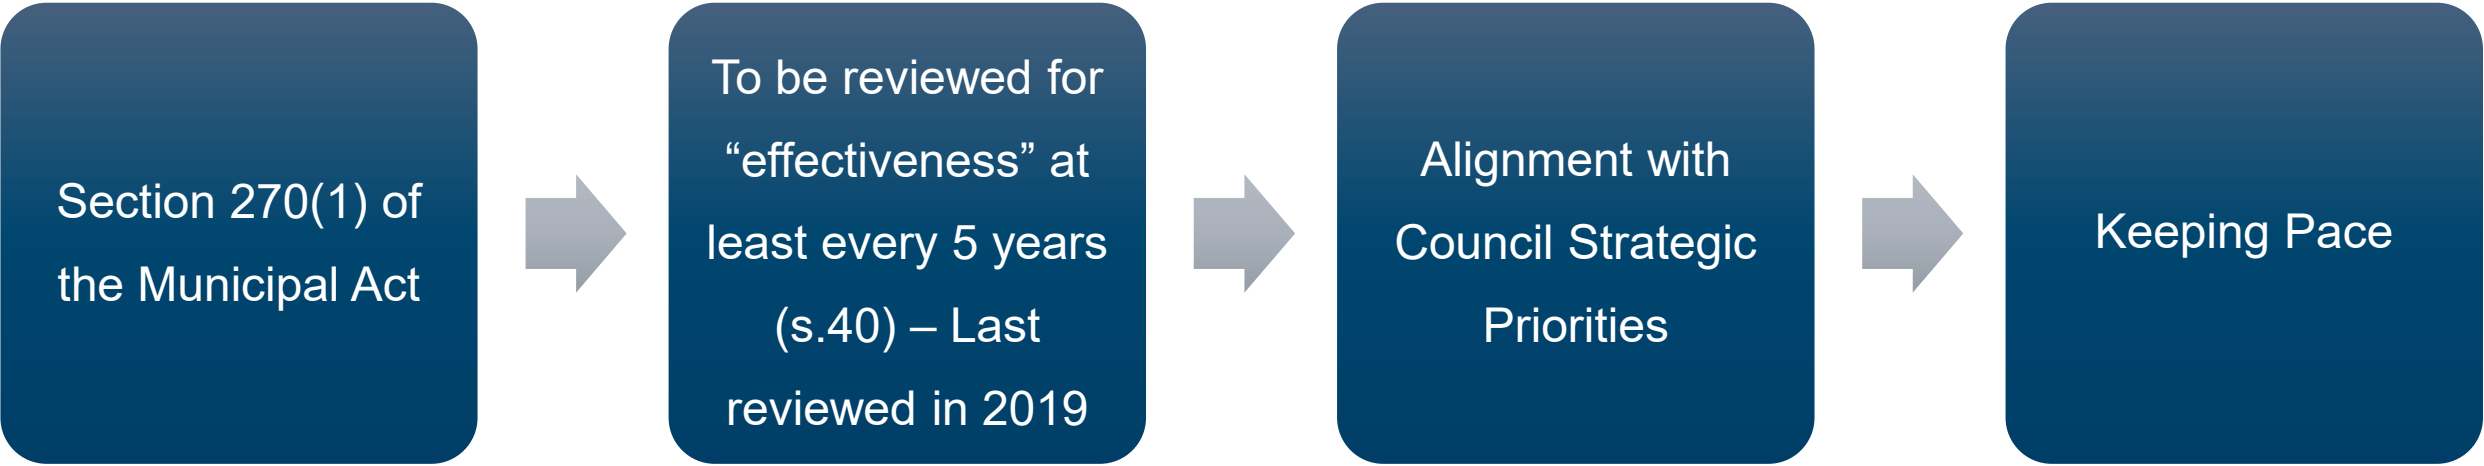 Section 270(1) of
the Municipal Act
To be reviewed for
“effectiveness” at
least every 5 years
(s.40) – Last
reviewed in 2019
Alignment with
Council Strategic
Priorities
Keeping Pace